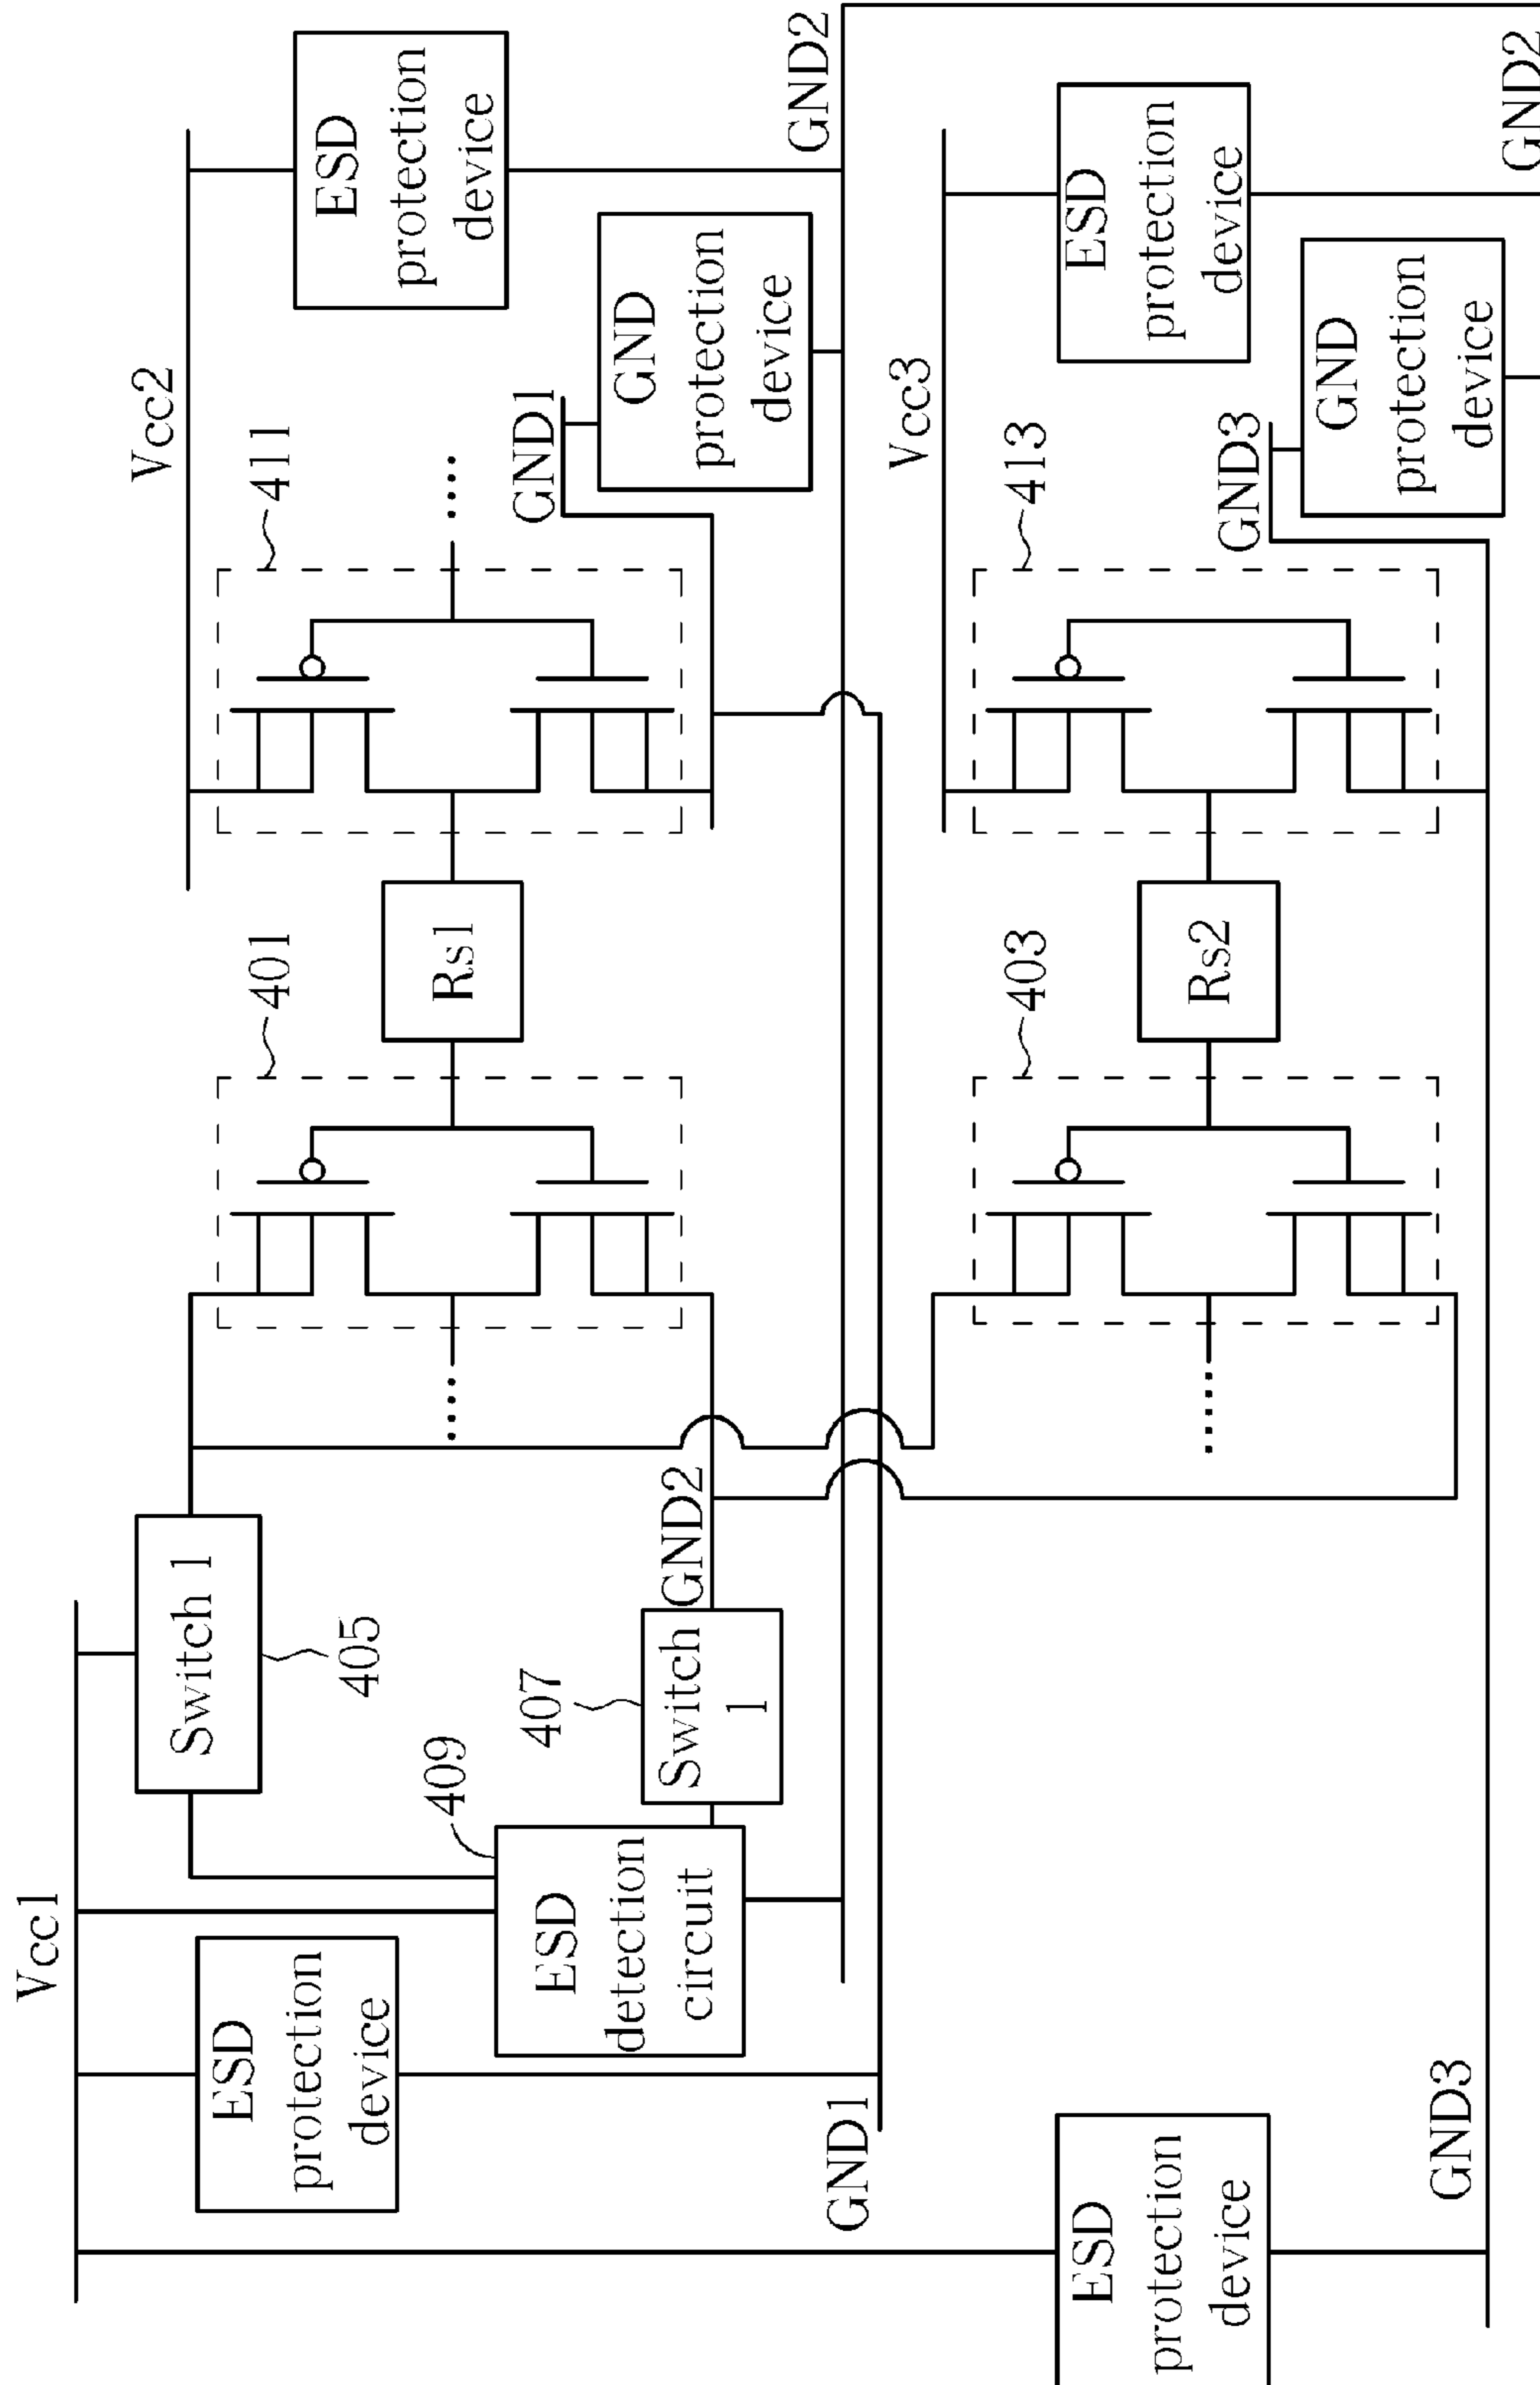 Vcc1
ESD
protection
device
ESD
detection
circuit
409
Switch 1
405
Switch
1
407
GND2
GND1
401
Rs1
411
Vcc2
....
....
GND1
GND
protection
device
ESD
protection
device
GND2
ESD
protection
device
GND3
403
Rs2
413
Vcc3
......
GND3
GND
protection
device
ESD
protection
device
GND2